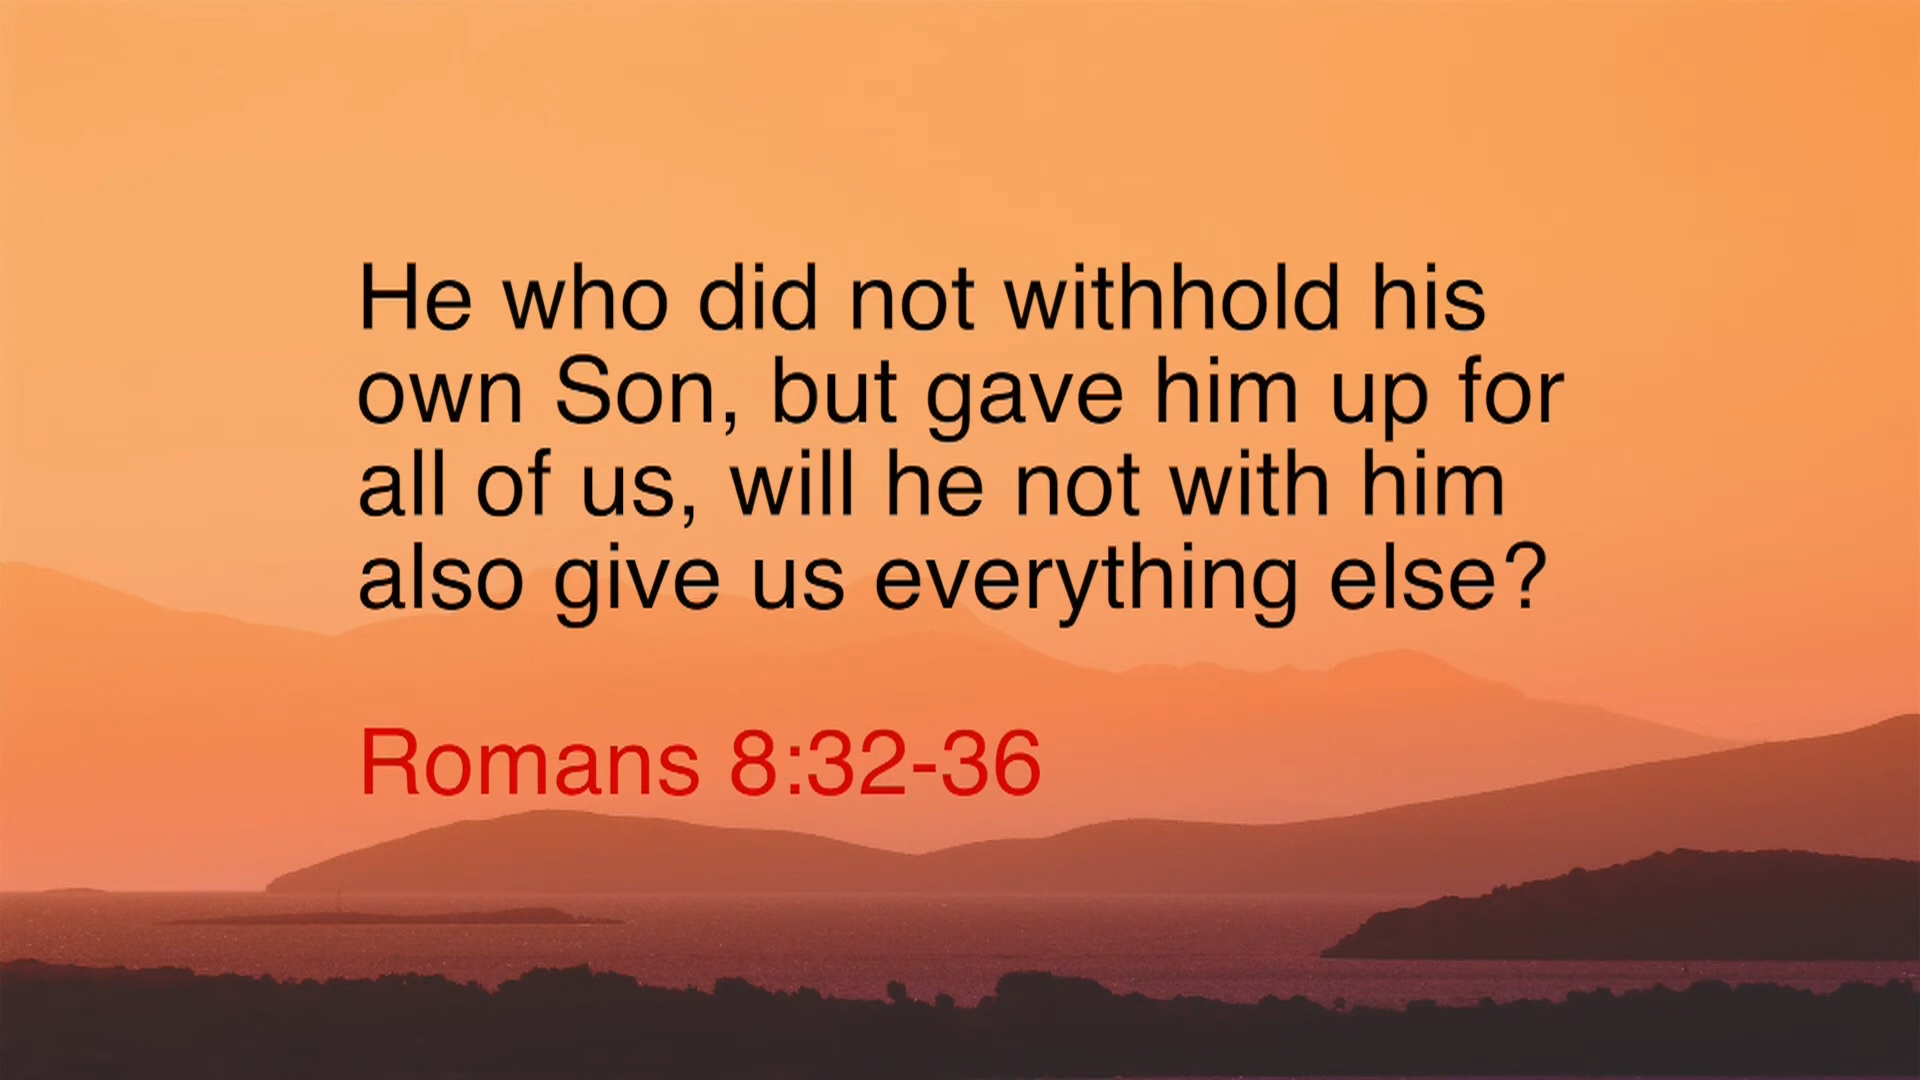 He who did not withhold his
own Son, but gave him up for
all of us, will he not with him
also give us everything else?
Romans 8:32-36